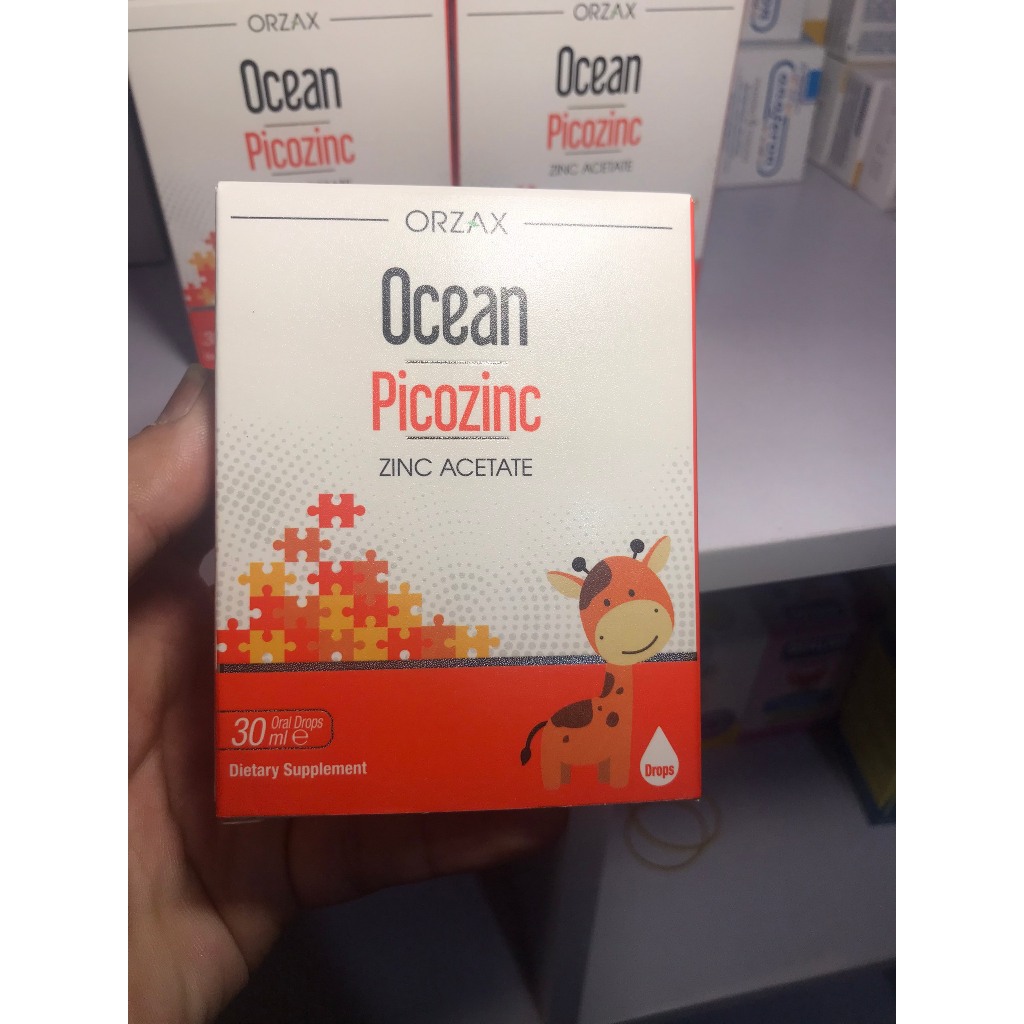 ORZAX
Ocean
Picozinc
ORZAX
Ocean
Picozinc
ZINC ACETATE
ORZAX
Ocean
Picozinc
ZINC ACETATE
30 Oral Drops
ml e
Dietary Supplement
Drops